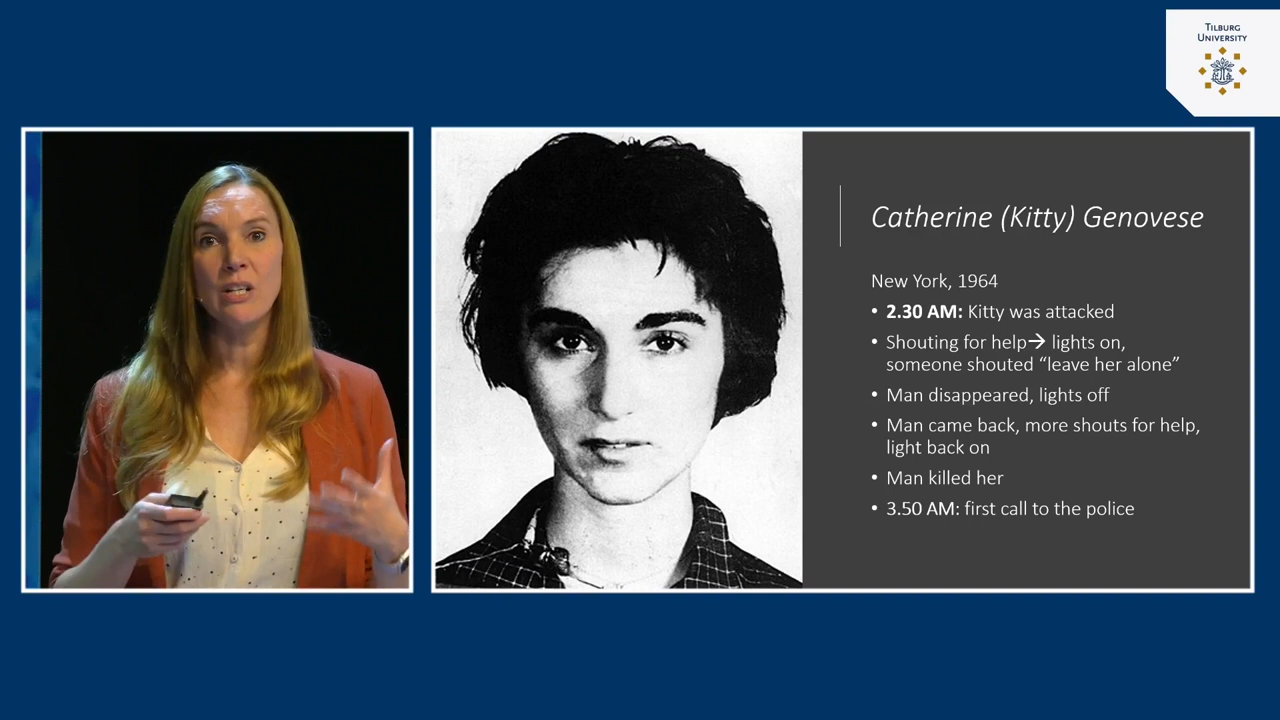 TILBURG
UNIVERSITY
Catherine (Kitty) Genovese
New York, 1964
• 2.30 AM: Kitty was attacked
• Shouting for help→ lights on,
someone shouted “leave her alone”
• Man disappeared, lights off
• Man came back, more shouts for help,
light back on
• Man killed her
• 3.50 AM: first call to the police